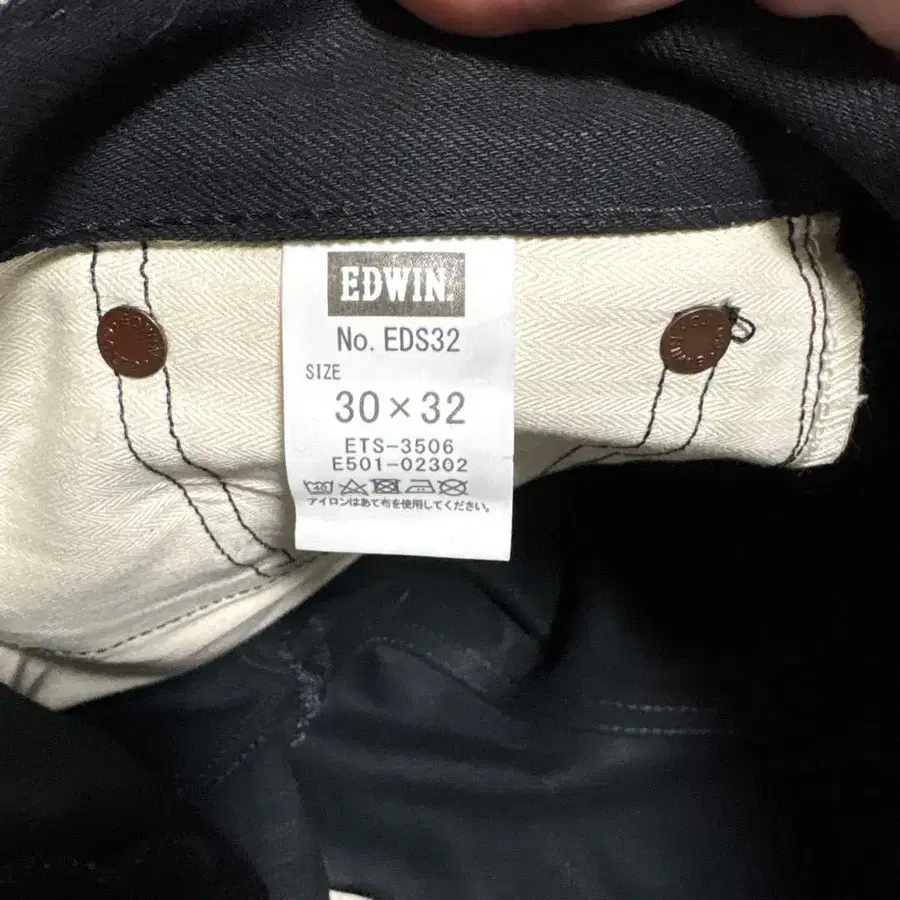 EDWIN.
No. EDS32
SIZE
30×32
ETS-3506
E501-02302
アイロンはあて布を使用してください。